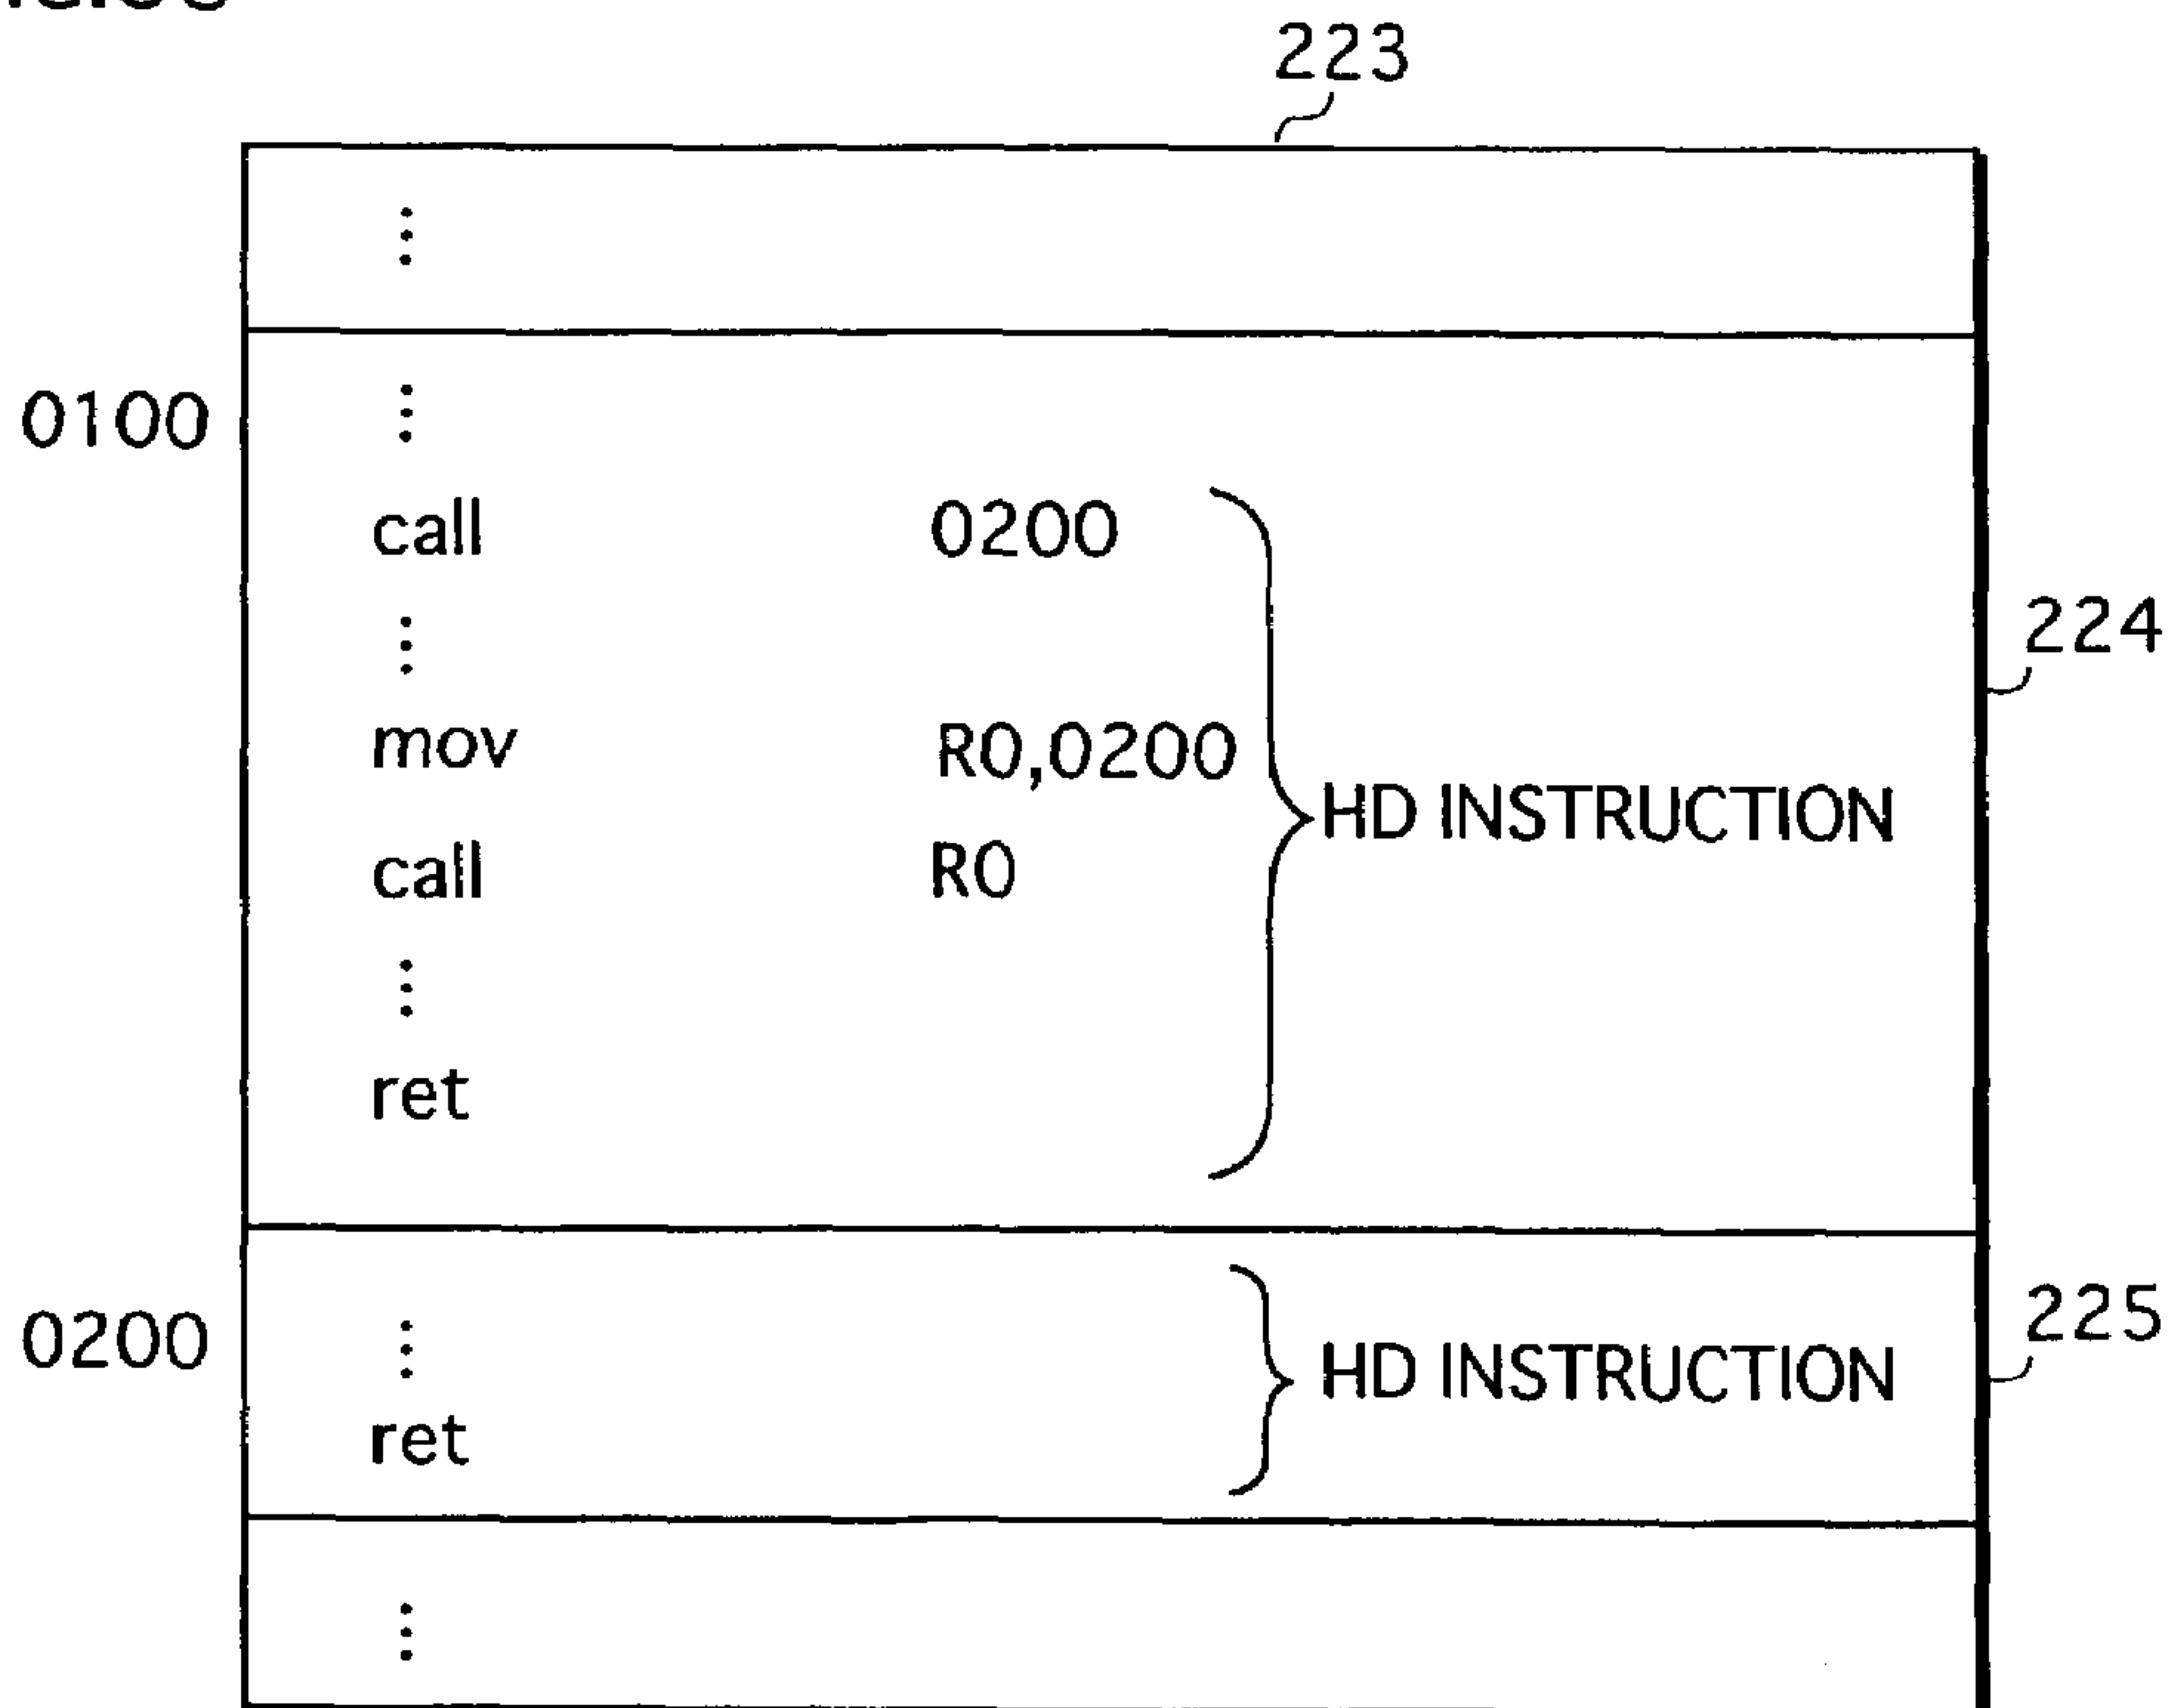 223
0100
call 0200
224
mov R0,0200
HD INSTRUCTION
call R0
ret
0200
225
HD INSTRUCTION
ret